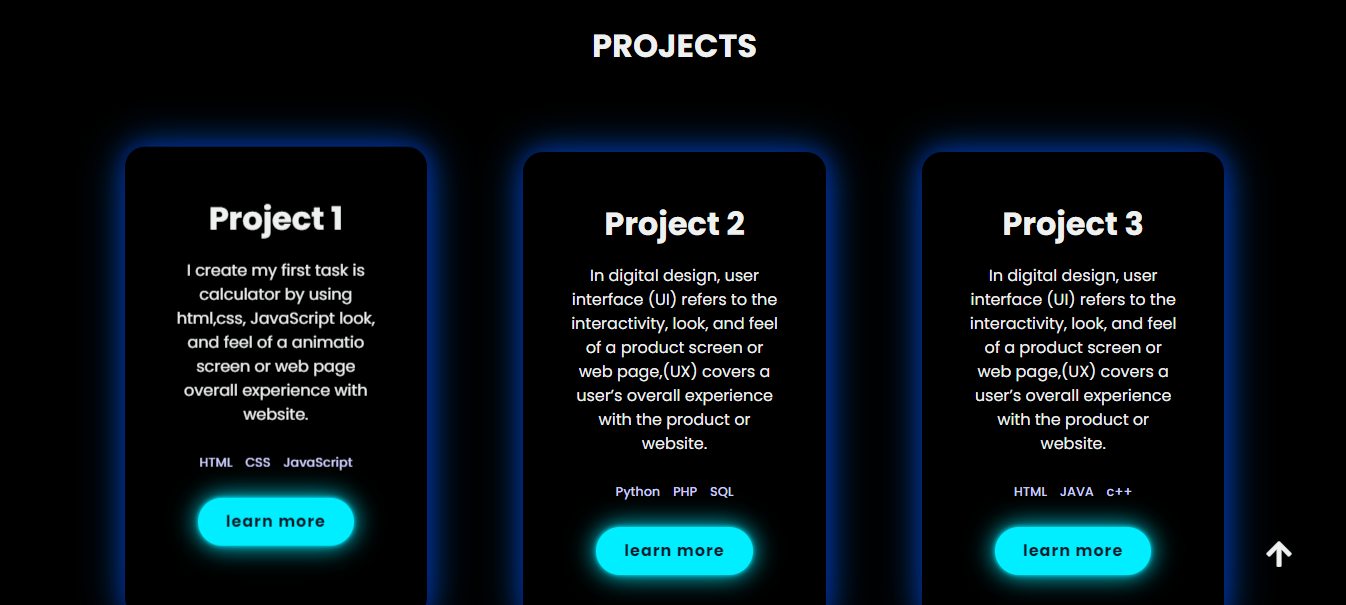 PROJECTS
Project 1
I create my first task is
calculator by using
html,css, JavaScript look,
and feel of a animatio
screen or web page
overall experience with
website.
HTML CSS JavaScript
learn more
Project 2
In digital design, user
interface (UI) refers to the
interactivity, look, and feel
of a product screen or
web page,(UX) covers a
user’s overall experience
with the product or
website.
Python PHP SQL
learn more
Project 3
In digital design, user
interface (UI) refers to the
interactivity, look, and feel
of a product screen or
web page,(UX) covers a
user’s overall experience
with the product or
website.
HTML JAVA c++
learn more